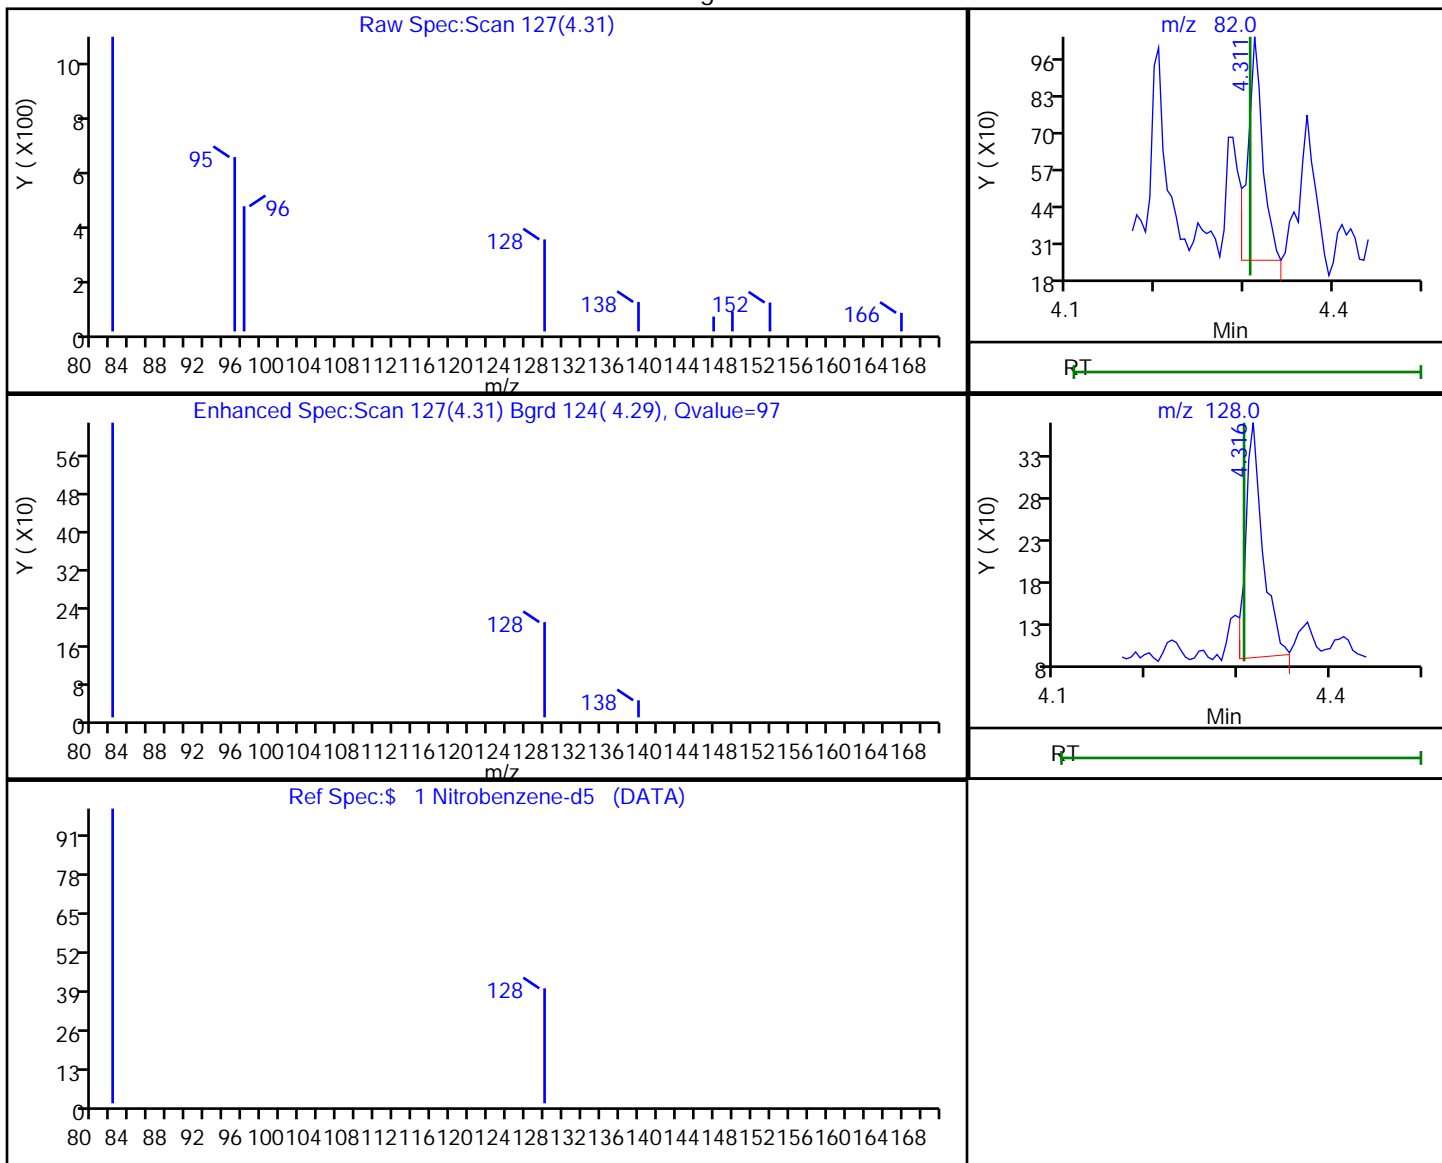 Raw Spec:Scan 127(4.31)
Y ( X100)
10
8
6
4
2
0
95
96
128
138
152
166
80 84 88 92 96 100 104 108 112 116 120 124 128 132 136 140 144 148 152 156 160 164 168
m/z
m/z 82.0
Y ( X10)
96
83
70
57
44
31
18
4.311
4.1 4.4
Min
RT
Enhanced Spec:Scan 127(4.31) Bgrd 124( 4.29), Qvalue=97
Y ( X10)
56
48
40
32
24
16
8
0
128
138
80 84 88 92 96 100 104 108 112 116 120 124 128 132 136 140 144 148 152 156 160 164 168
m/z
m/z 128.0
Y ( X10)
33
28
23
18
13
8
4.316
4.1 4.4
Min
RT
Ref Spec:$ 1 Nitrobenzene-d5 (DATA)
91
78
65
52
39
26
13
0
128
80 84 88 92 96 100 104 108 112 116 120 124 128 132 136 140 144 148 152 156 160 164 168